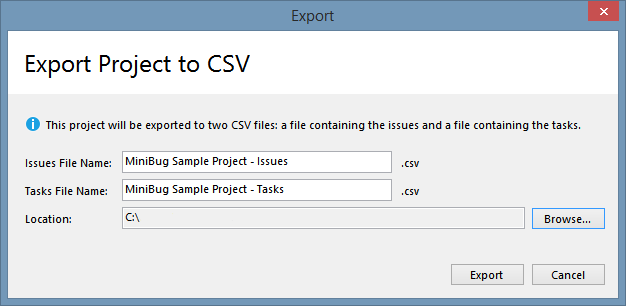 Export
Export Project to CSV
This project will be exported to two CSV files: a file containing the issues and a file containing the tasks.
Issues File Name: MiniBug Sample Project - Issues .csv
Tasks File Name: MiniBug Sample Project - Tasks .csv
Location: C:\ Browse...
Export Cancel